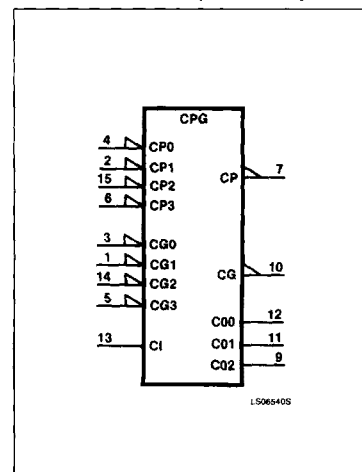 CPG
4 CP0
2 CP1
15 CP2
6 CP3
CP 7
3 CG0
1 CG1
14 CG2
5 CG3
CG 10
13 CI
C00 12
C01 11
C02 9
LS06540S